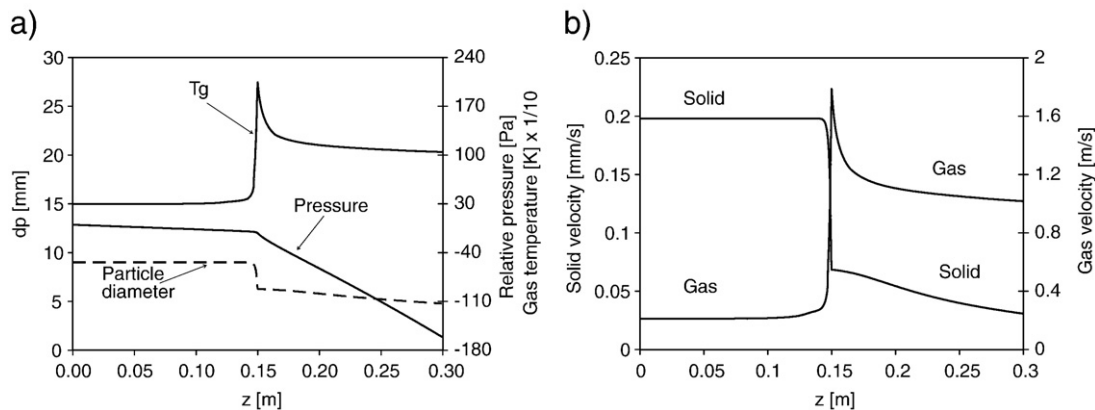 a)
30
25
20
15
10
5
0
dp [mm]
0.00
0.05
0.10
0.15
0.20
0.25
0.30
z [m]
240
170
100
30
-40
-110
-180
Relative pressure [Pa]
Gas temperature [K] x 1/10
Tg
Pressure
Particle
diameter
b)
0.25
0.2
0.15
0.1
0.05
0
Solid velocity [mm/s]
0
0.05
0.10
0.15
0.2
0.25
0.3
z [m]
2
1.6
1.2
0.8
0.4
0
Gas velocity [m/s]
Solid
Gas
Gas
Solid